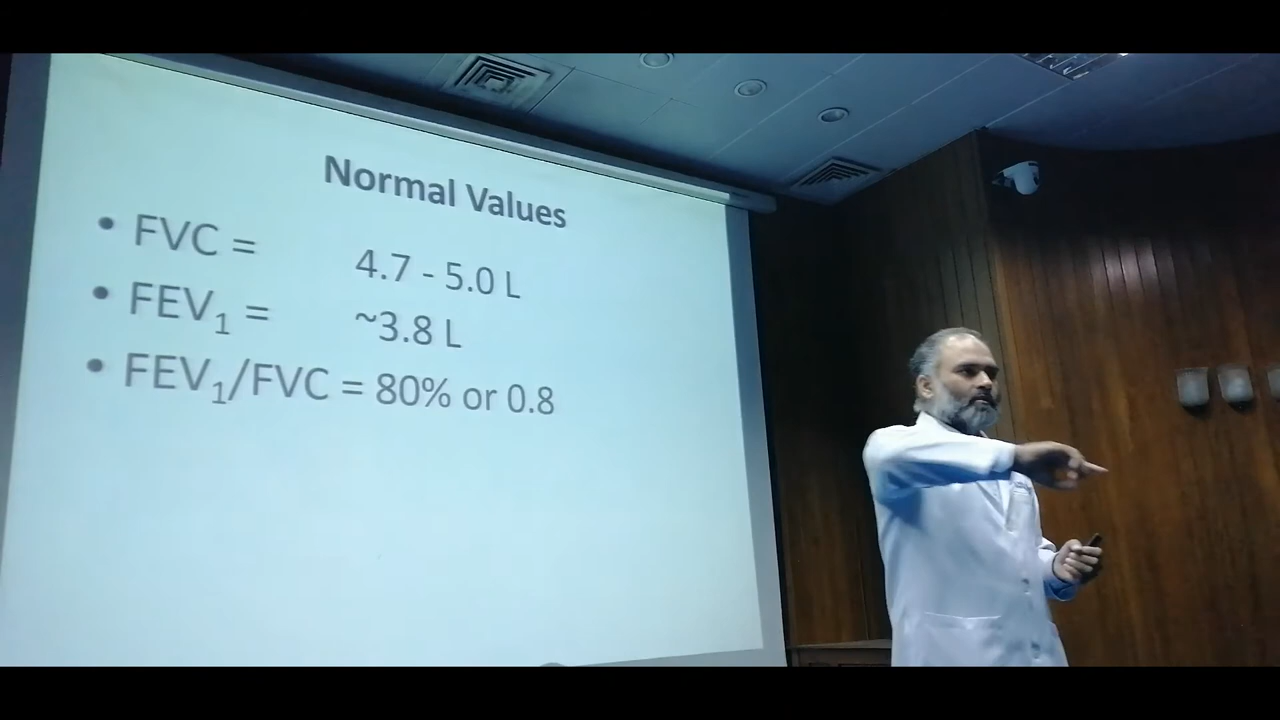 Normal Values
• FVC = 4.7 - 5.0 L
• FEV₁ = ~3.8 L
• FEV₁/FVC = 80% or 0.8